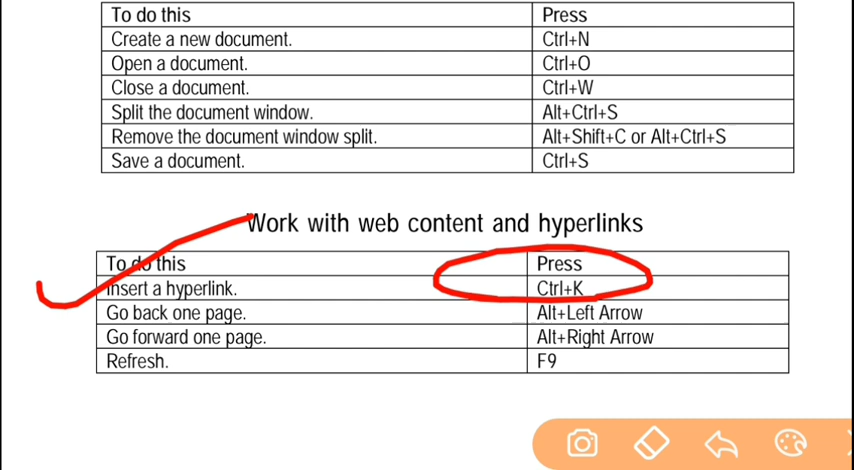 To do this Press
Create a new document. Ctrl+N
Open a document. Ctrl+O
Close a document. Ctrl+W
Split the document window. Alt+Ctrl+S
Remove the document window split. Alt+Shift+C or Alt+Ctrl+S
Save a document. Ctrl+S
Work with web content and hyperlinks
To do this Press
Insert a hyperlink. Ctrl+K
Go back one page. Alt+Left Arrow
Go forward one page. Alt+Right Arrow
Refresh. F9